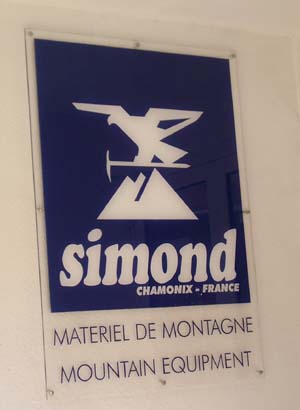 simond
CHAMONIX - FRANCE
MATERIEL DE MONTAGNE
MOUNTAIN EQUIPMENT